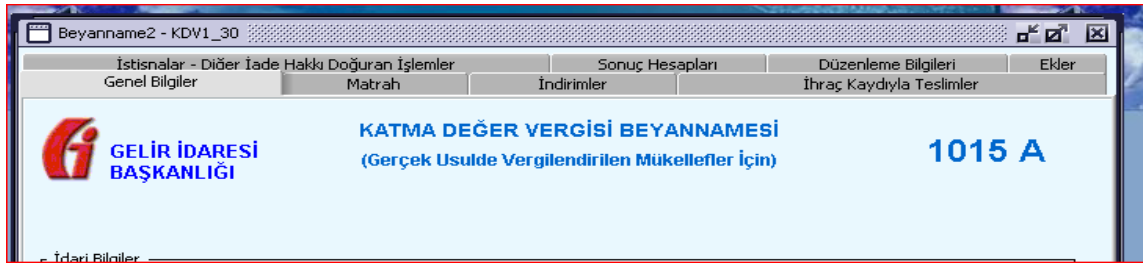 Beyanname2 - KDV1_30
İstisnalar - Diğer İade Hakkı Doğuran İşlemler Sonuç Hesapları Düzenleme Bilgileri Ekler
Genel Bilgiler Matrah İndirimler İhraç Kaydıyla Teslimler
KATMA DEĞER VERGİSİ BEYANNAMESİ
GELİR İDARESİ (Gerçek Usulde Vergilendirilen Mükellefler İçin) 1015 A
BAŞKANLIĞI
İdari Bilgiler